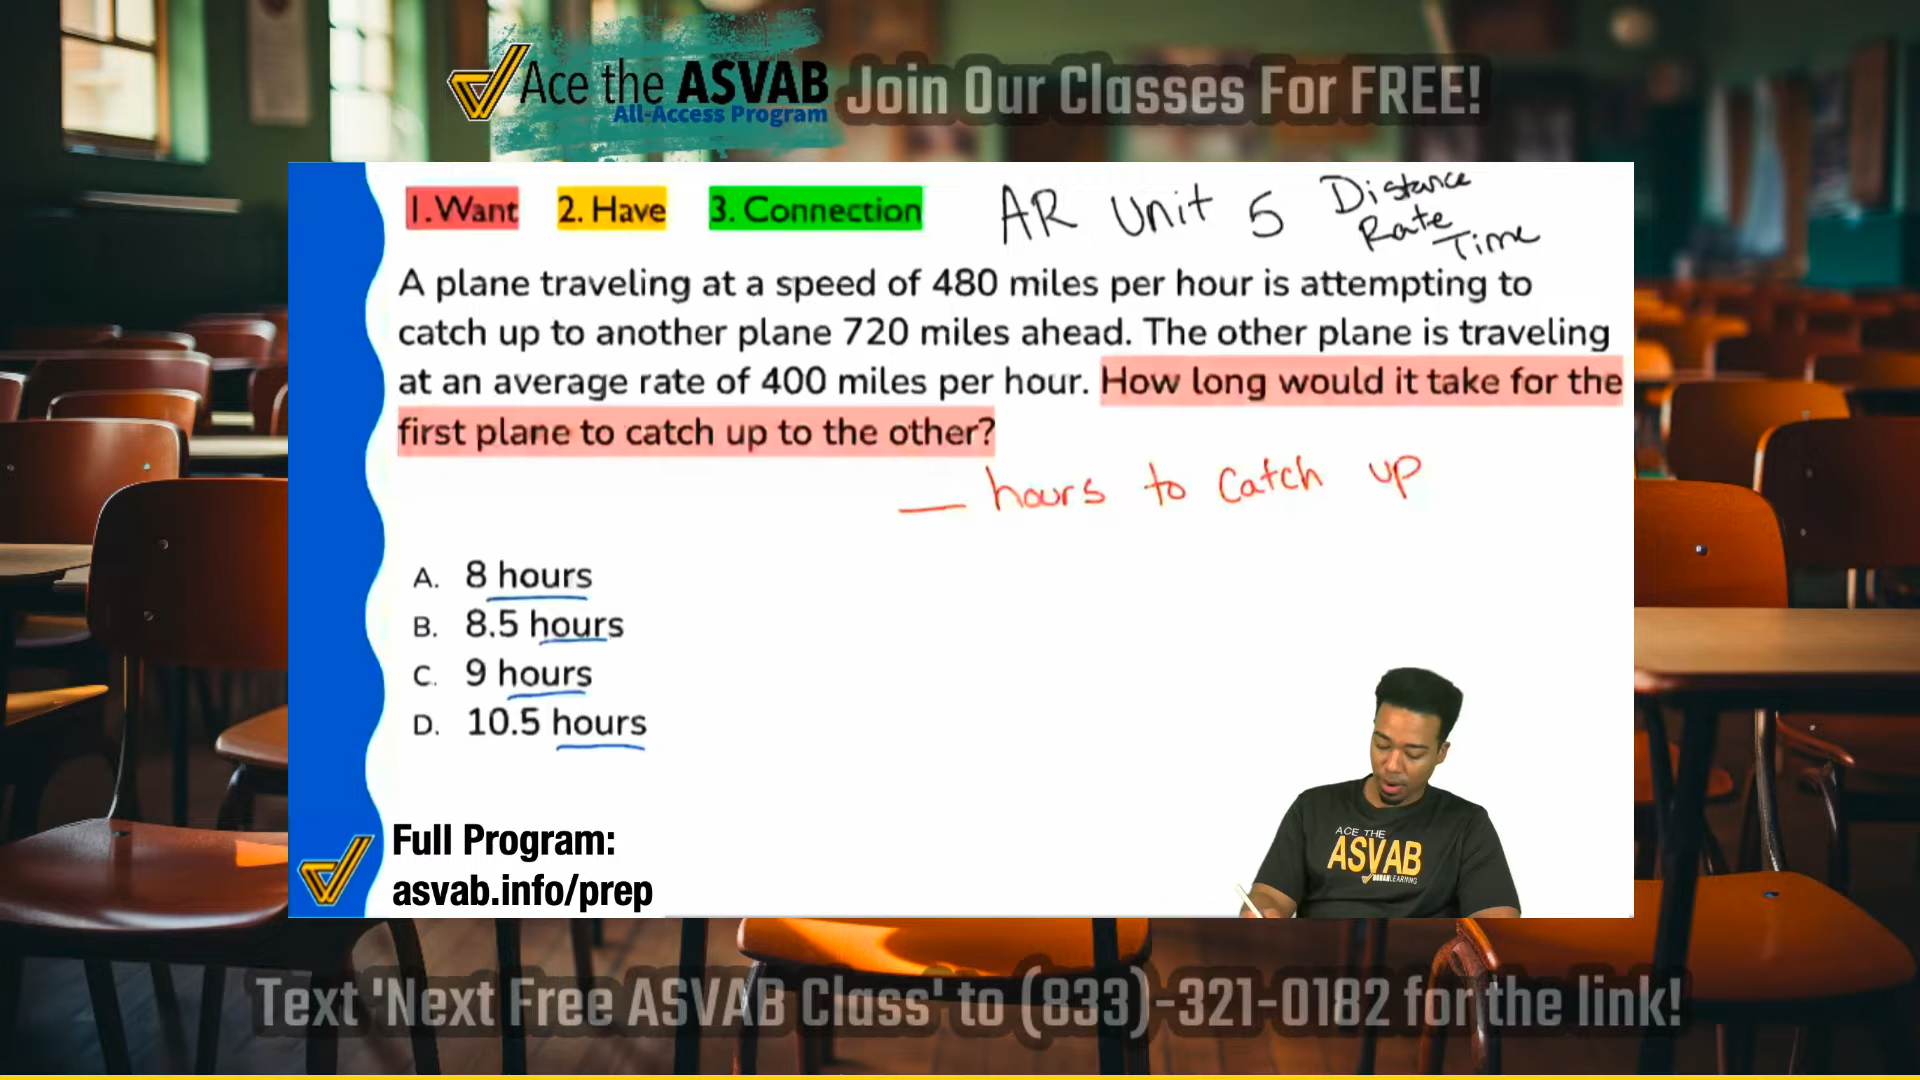 Ace the ASVAB
All-Access Program
Join Our Classes For FREE!
1. Want 2. Have 3. Connection
AR Unit 5 Distance
Rate
Time
A plane traveling at a speed of 480 miles per hour is attempting to
catch up to another plane 720 miles ahead. The other plane is traveling
at an average rate of 400 miles per hour. How long would it take for the
first plane to catch up to the other?
__ hours to catch up
A. 8 hours
B. 8.5 hours
C. 9 hours
D. 10.5 hours
ACE THE
ASVAB
Full Program:
asvab.info/prep
Text 'Next Free ASVAB Class' to (833)-321-0182 for the link!